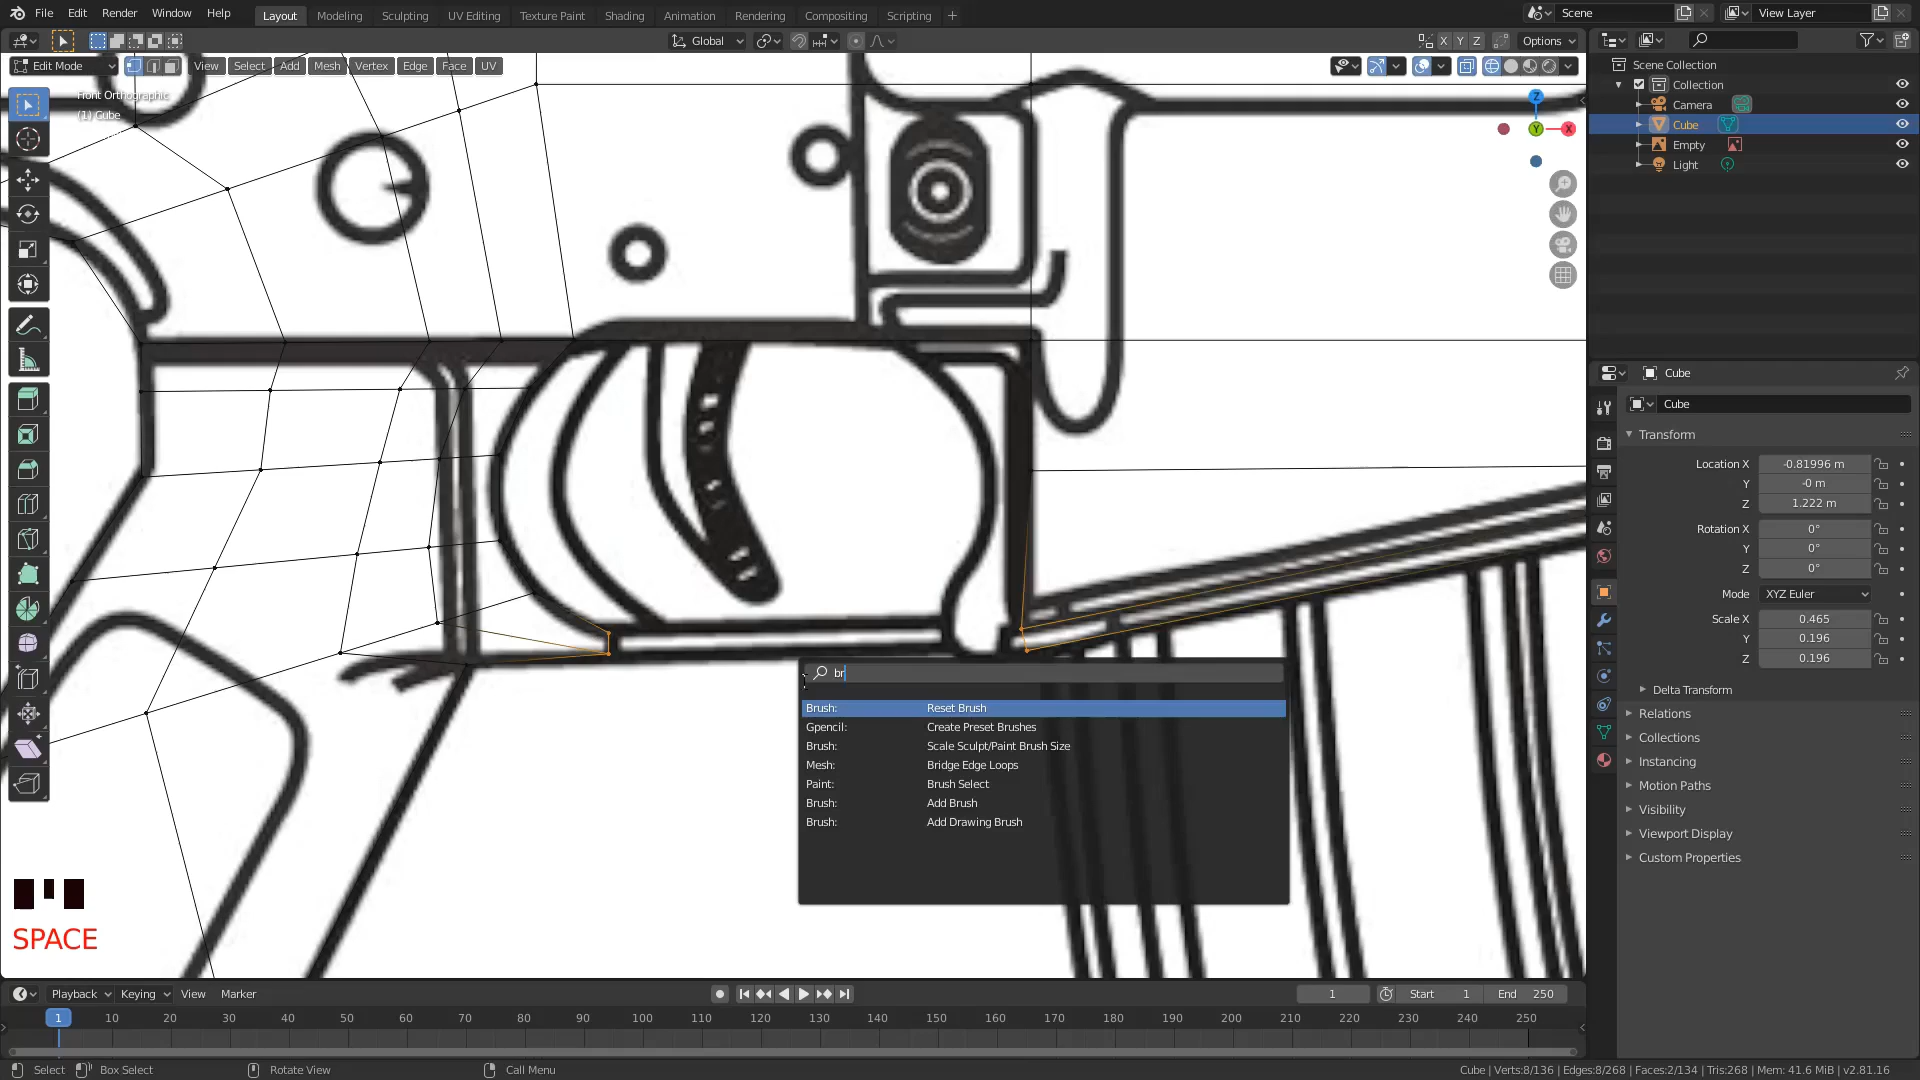 File Edit Render Window Help
Layout Modeling Sculpting UV Editing Texture Paint Shading Animation Rendering Compositing Scripting +
Scene View Layer
Global X Y Z Options
Edit Mode View Select Add Mesh Vertex Edge Face UV
Front Orthographic
(1) Cube
Z
Y X
br
Brush: Reset Brush
Gpencil: Create Preset Brushes
Brush: Scale Sculpt/Paint Brush Size
Mesh: Bridge Edge Loops
Paint: Brush Select
Brush: Add Brush
Brush: Add Drawing Brush
SPACE
Scene Collection
Collection
Camera
Cube
Empty
Light
Cube
Cube
Transform
Location X -0.81996 m
Y -0 m
Z 1.222 m
Rotation X 0°
Y 0°
Z 0°
Mode XYZ Euler
Scale X 0.465
Y 0.196
Z 0.196
Delta Transform
Relations
Collections
Instancing
Motion Paths
Visibility
Viewport Display
Custom Properties
Playback Keying View Marker
1 Start 1 End 250
1 10 20 30 40 50 60 70 80 90 100 110 120 130 140 150 160 170 180 190 200 210 220 230 240 250
Select Box Select Rotate View Call Menu
Cube | Verts:8/136 | Edges:8/268 | Faces:2/134 | Tris:268 | Mem: 41.6 MiB | v2.81.16